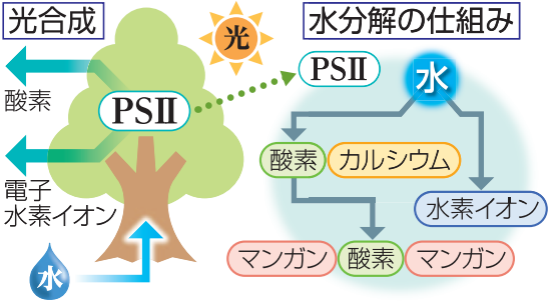 光合成
光
酸素
PSⅡ
電子
水素イオン
水
水分解の仕組み
PSⅡ
水
酸素 カルシウム
水素イオン
マンガン 酸素 マンガン